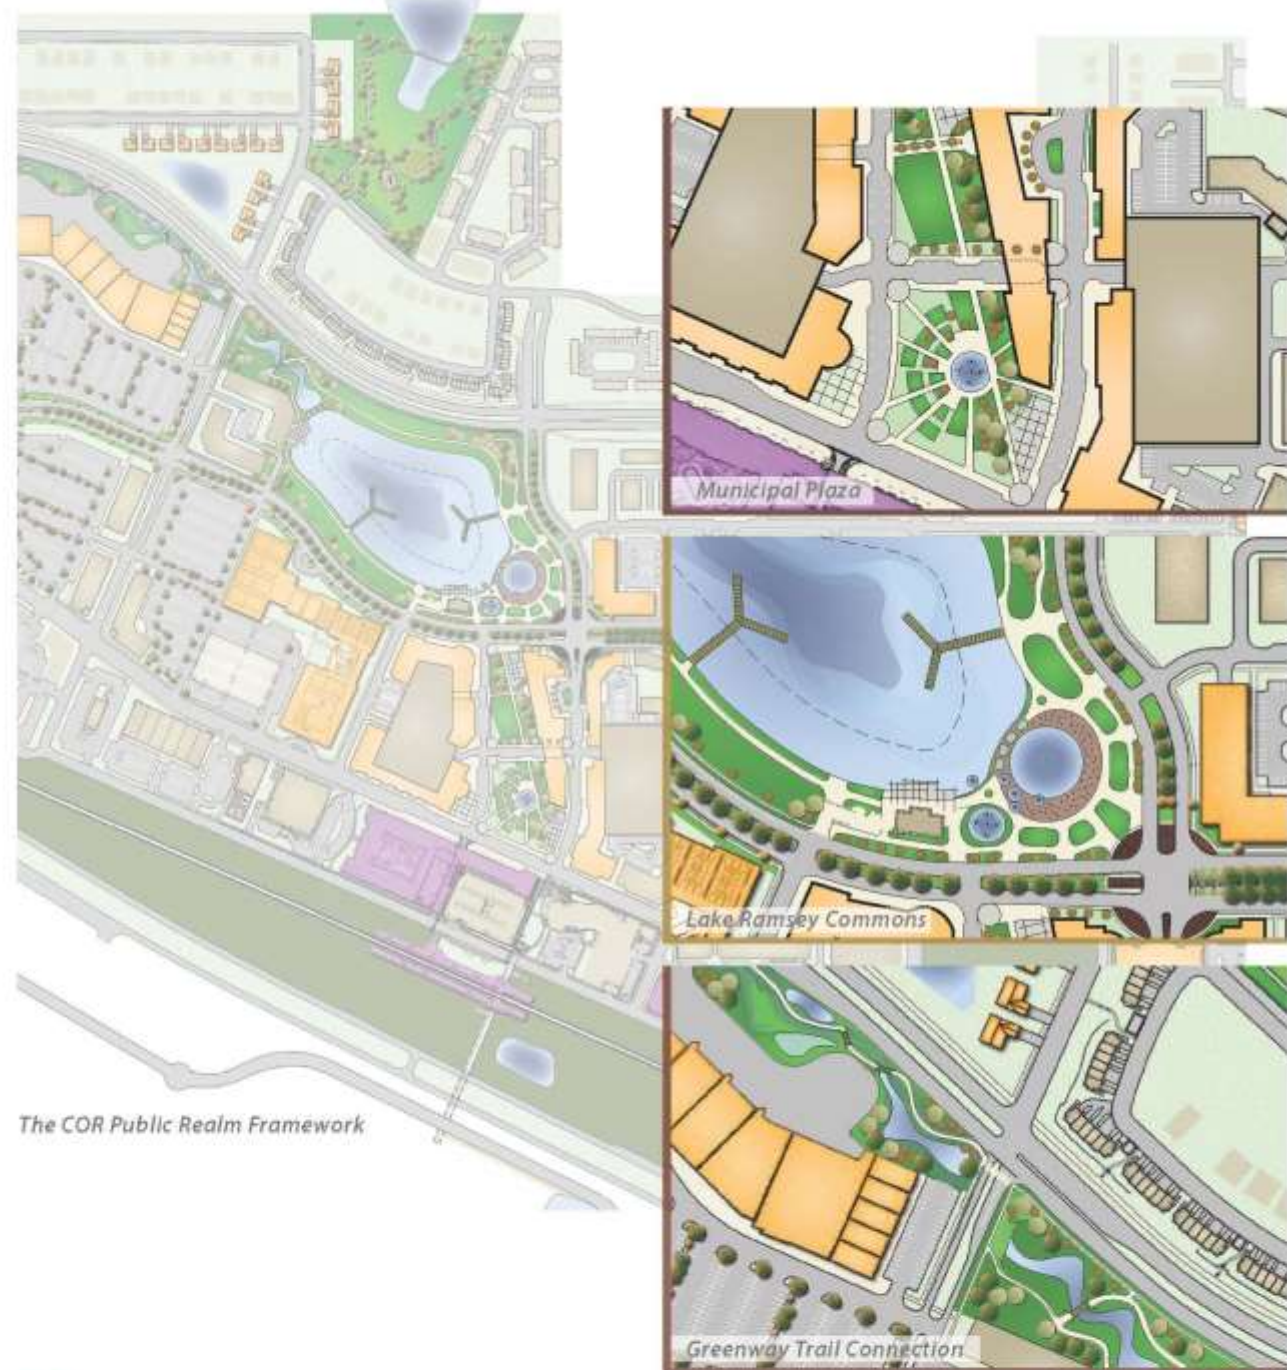 Municipal Plaza
Lake Ramsey Commons
The COR Public Realm Framework
Greenway Trail Connection